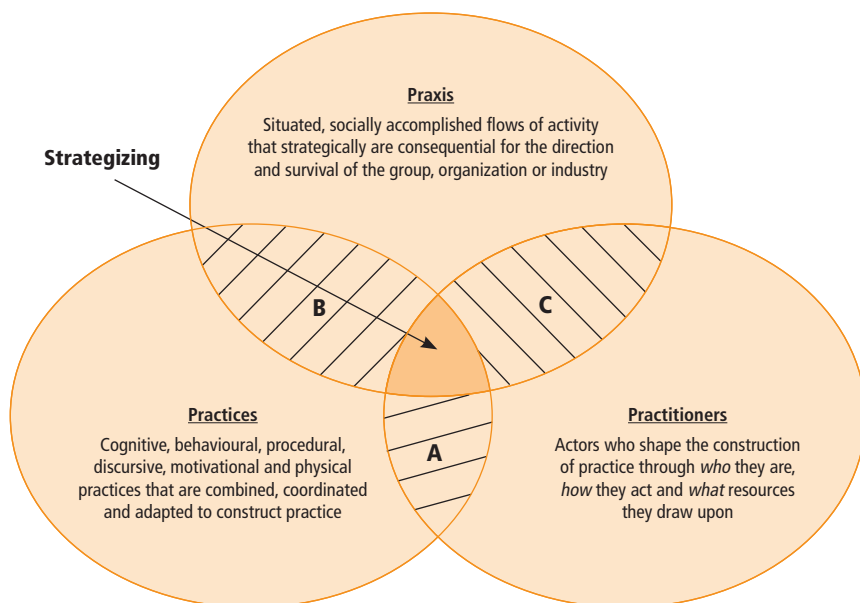 Praxis
Situated, socially accomplished flows of activity
that strategically are consequential for the direction
and survival of the group, organization or industry
Strategizing
B
C
Practices
Cognitive, behavioural, procedural,
discursive, motivational and physical
practices that are combined, coordinated
and adapted to construct practice
A
Practitioners
Actors who shape the construction
of practice through who they are,
how they act and what resources
they draw upon